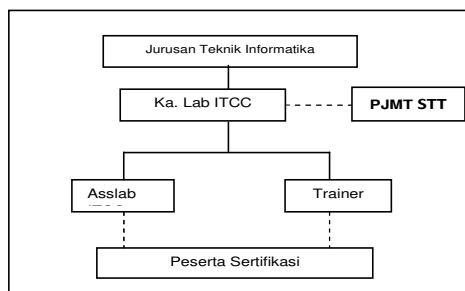 Jurusan Teknik Informatika
Ka. Lab ITCC
PJMT STT
Asslab
Trainer
Peserta Sertifikasi